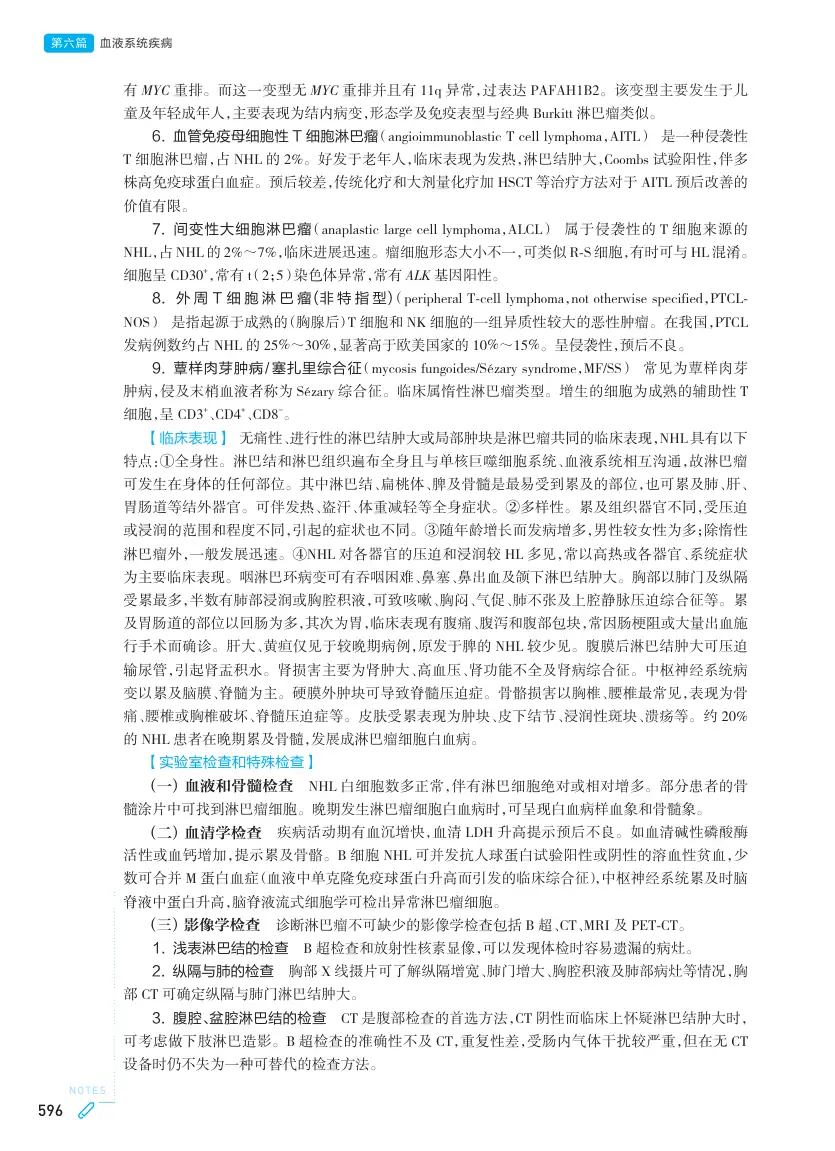 第六篇 血液系统疾病
有 MYC 重排。而这一变型无 MYC 重排并且有 11q 异常,过表达 PAFAH1B2。该变型主要发生于儿
童及年轻成年人,主要表现为结内病变,形态学及免疫表型与经典 Burkitt 淋巴瘤类似。
6. 血管免疫母细胞性 T 细胞淋巴瘤(angioimmunoblastic T cell lymphoma,AITL) 是一种侵袭性
T 细胞淋巴瘤,占 NHL 的 2%。好发于老年人,临床表现为发热,淋巴结肿大,Coombs 试验阳性,伴多
株高免疫球蛋白血症。预后较差,传统化疗和大剂量化疗加 HSCT 等治疗方法对于 AITL 预后改善的
价值有限。
7. 间变性大细胞淋巴瘤(anaplastic large cell lymphoma,ALCL) 属于侵袭性的 T 细胞来源的
NHL,占 NHL 的 2%～7%,临床进展迅速。瘤细胞形态大小不一,可类似 R-S 细胞,有时可与 HL 混淆。
细胞呈 CD30⁺,常有 t(2;5)染色体异常,常有 ALK 基因阳性。
8. 外周 T 细胞淋巴瘤(非特指型)(peripheral T-cell lymphoma,not otherwise specified,PTCL-
NOS) 是指起源于成熟的(胸腺后)T 细胞和 NK 细胞的一组异质性较大的恶性肿瘤。在我国,PTCL
发病例数约占 NHL 的 25%～30%,显著高于欧美国家的 10%～15%。呈侵袭性,预后不良。
9. 蕈样肉芽肿病/塞扎里综合征(mycosis fungoides/Sézary syndrome,MF/SS) 常见为蕈样肉芽
肿病,侵及末梢血液者称为 Sézary 综合征。临床属惰性淋巴瘤类型。增生的细胞为成熟的辅助性 T
细胞,呈 CD3⁺、CD4⁺、CD8⁻。
【临床表现】 无痛性、进行性的淋巴结肿大或局部肿块是淋巴瘤共同的临床表现,NHL 具有以下
特点:①全身性。淋巴结和淋巴组织遍布全身且与单核巨噬细胞系统、血液系统相互沟通,故淋巴瘤
可发生在身体的任何部位。其中淋巴结、扁桃体、脾及骨髓是最易受到累及的部位,也可累及肺、肝、
胃肠道等结外器官。可伴发热、盗汗、体重减轻等全身症状。②多样性。累及组织器官不同,受压迫
或浸润的范围和程度不同,引起的症状也不同。③随年龄增长而发病增多,男性较女性为多;除惰性
淋巴瘤外,一般发展迅速。④NHL 对各器官的压迫和浸润较 HL 多见,常以高热或各器官、系统症状
为主要临床表现。咽淋巴环病变可有吞咽困难、鼻塞、鼻出血及颌下淋巴结肿大。胸部以肺门及纵隔
受累最多,半数有肺部浸润或胸腔积液,可致咳嗽、胸闷、气促、肺不张及上腔静脉压迫综合征等。累
及胃肠道的部位以回肠为多,其次为胃,临床表现有腹痛、腹泻和腹部包块,常因肠梗阻或大量出血施
行手术而确诊。肝大、黄疸仅见于较晚期病例,原发于脾的 NHL 较少见。腹膜后淋巴结肿大可压迫
输尿管,引起肾盂积水。肾损害主要为肾肿大、高血压、肾功能不全及肾病综合征。中枢神经系统病
变以累及脑膜、脊髓为主。硬膜外肿块可导致脊髓压迫症。骨骼损害以胸椎、腰椎最常见,表现为骨
痛、腰椎或胸椎破坏、脊髓压迫症等。皮肤受累表现为肿块、皮下结节、浸润性斑块、溃疡等。约 20%
的 NHL 患者在晚期累及骨髓,发展成淋巴瘤细胞白血病。
【实验室检查和特殊检查】
(一) 血液和骨髓检查 NHL 白细胞数多正常,伴有淋巴细胞绝对或相对增多。部分患者的骨
髓涂片中可找到淋巴瘤细胞。晚期发生淋巴瘤细胞白血病时,可呈现白血病样血象和骨髓象。
(二) 血清学检查 疾病活动期有血沉增快,血清 LDH 升高提示预后不良。如血清碱性磷酸酶
活性或血钙增加,提示累及骨骼。B 细胞 NHL 可并发抗人球蛋白试验阳性或阴性的溶血性贫血,少
数可合并 M 蛋白血症(血液中单克隆免疫球蛋白升高而引发的临床综合征),中枢神经系统累及时脑
脊液中蛋白升高,脑脊液流式细胞学可检出异常淋巴瘤细胞。
(三) 影像学检查 诊断淋巴瘤不可缺少的影像学检查包括 B 超、CT、MRI 及 PET-CT。
1. 浅表淋巴结的检查 B 超检查和放射性核素显像,可以发现体检时容易遗漏的病灶。
2. 纵隔与肺的检查 胸部 X 线摄片可了解纵隔增宽、肺门增大、胸腔积液及肺部病灶等情况,胸
部 CT 可确定纵隔与肺门淋巴结肿大。
3. 腹腔、盆腔淋巴结的检查 CT 是腹部检查的首选方法,CT 阴性而临床上怀疑淋巴结肿大时,
可考虑做下肢淋巴造影。B 超检查的准确性不及 CT,重复性差,受肠内气体干扰较严重,但在无 CT
设备时仍不失为一种可替代的检查方法。
NOTES
596